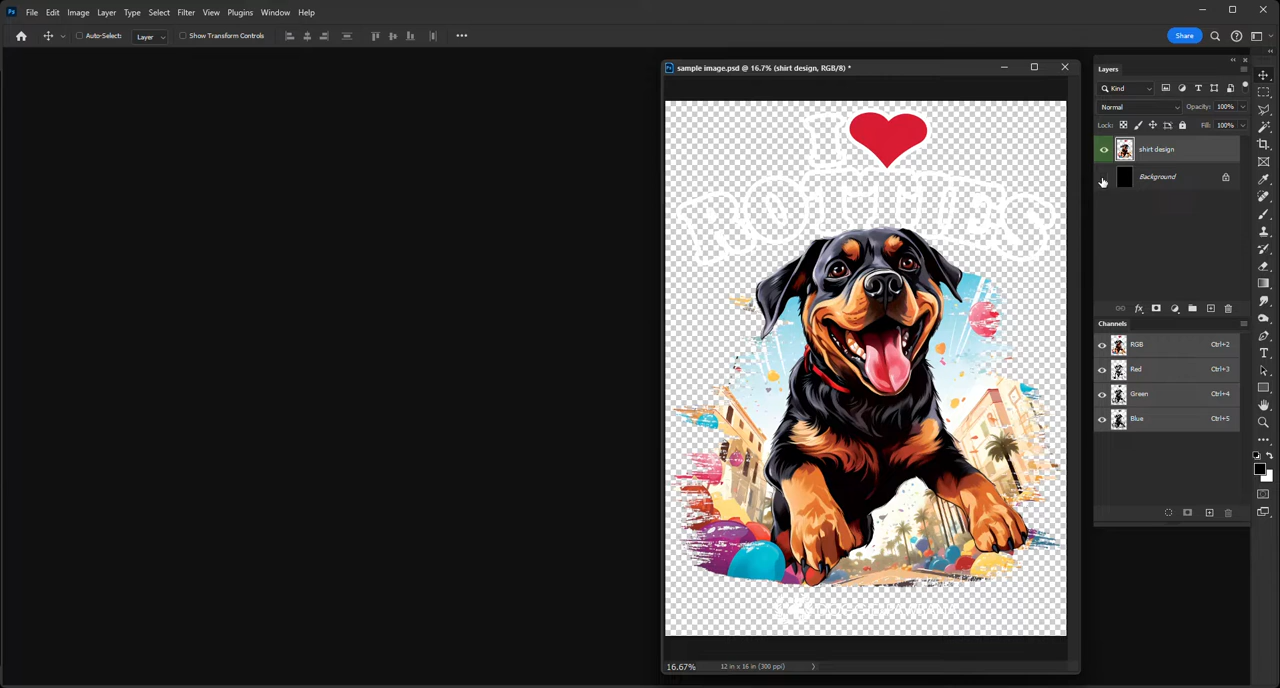 Ps File Edit Image Layer Type Select Filter View Plugins Window Help
Auto-Select: Layer Show Transform Controls Share
Ps sample image.psd @ 16.7% (shirt design, RGB/8) *
I
Layers
Kind
Normal Opacity: 100%
Lock: Fill: 100%
shirt design
Background
fx
Channels
RGB Ctrl+2
Red Ctrl+3
Green Ctrl+4
Blue Ctrl+5
16.67% 12 in x 16 in (300 ppi)